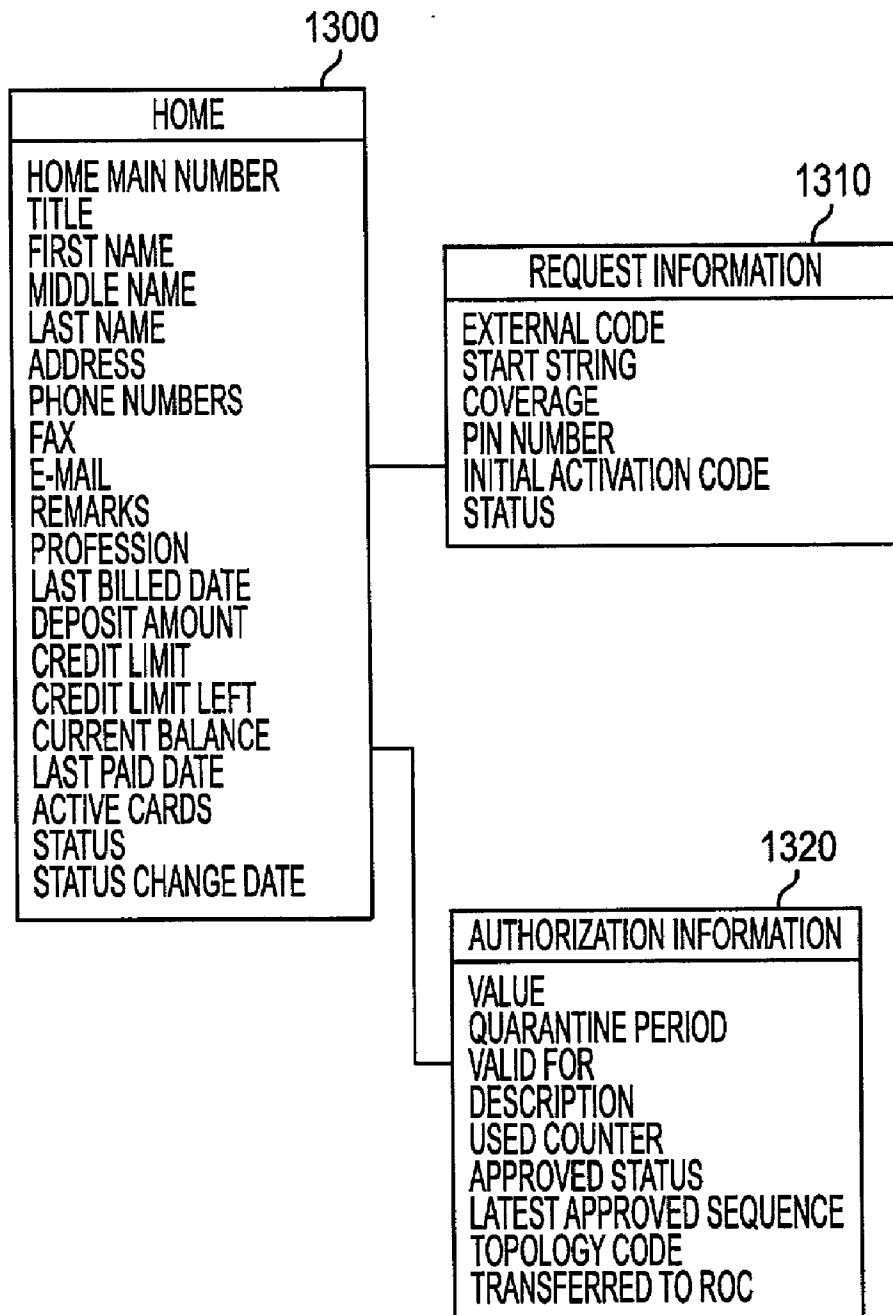 1300
HOME
HOME MAIN NUMBER
TITLE
FIRST NAME
MIDDLE NAME
LAST NAME
ADDRESS
PHONE NUMBERS
FAX
E-MAIL
REMARKS
PROFESSION
LAST BILLED DATE
DEPOSIT AMOUNT
CREDIT LIMIT
CREDIT LIMIT LEFT
CURRENT BALANCE
LAST PAID DATE
ACTIVE CARDS
STATUS
STATUS CHANGE DATE
1310
REQUEST INFORMATION
EXTERNAL CODE
START STRING
COVERAGE
PIN NUMBER
INITIAL ACTIVATION CODE
STATUS
1320
AUTHORIZATION INFORMATION
VALUE
QUARANTINE PERIOD
VALID FOR
DESCRIPTION
USED COUNTER
APPROVED STATUS
LATEST APPROVED SEQUENCE
TOPOLOGY CODE
TRANSFERRED TO ROC